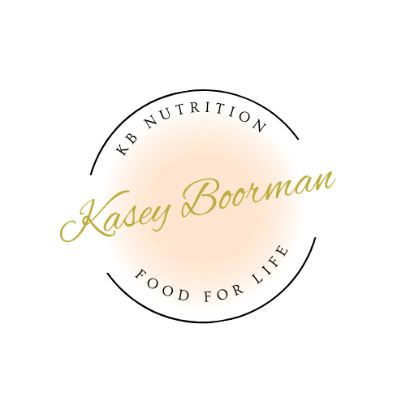 KB NUTRITION
Kasey Boorman
FOOD FOR LIFE